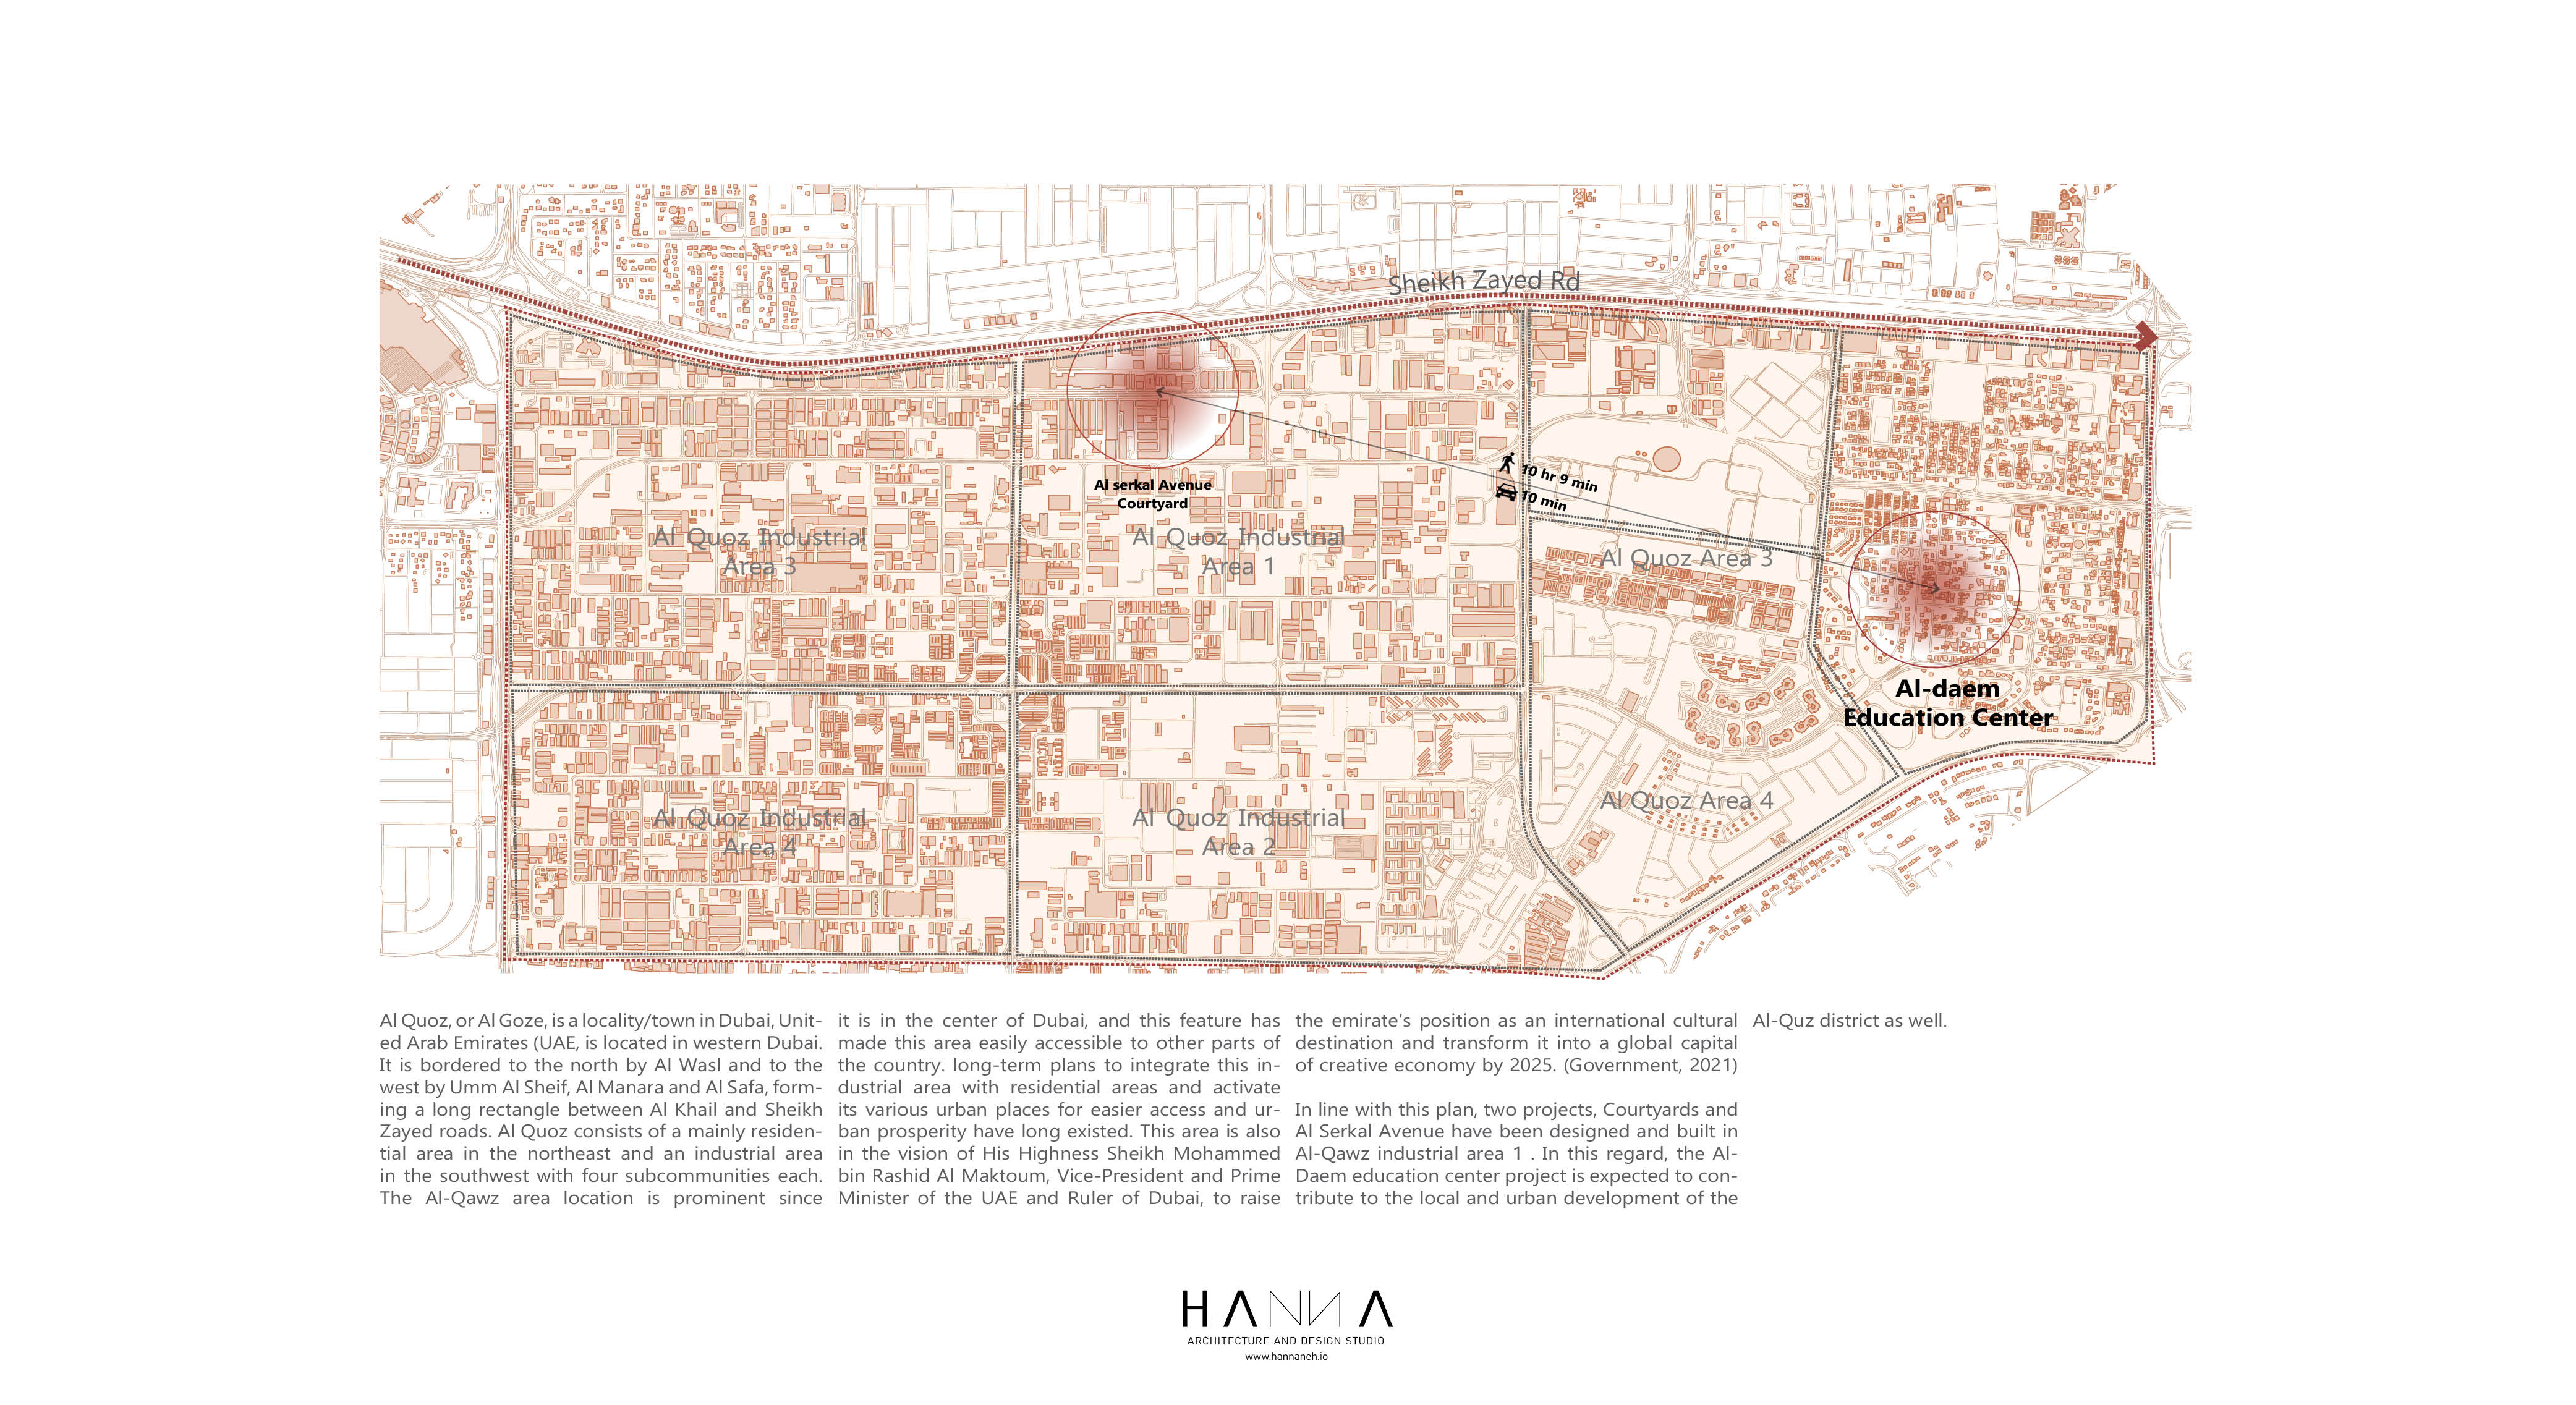 Sheikh Zayed Rd
Al serkal Avenue
Courtyard
10 hr 9 min
10 min
Al Quoz Industrial
Area 3
Al Quoz Industrial
Area 1
Al Quoz Area 3
Al-daem
Education Center
Al Quoz Industrial
Area 4
Al Quoz Industrial
Area 2
Al Quoz Area 4
Al Quoz, or Al Goze, is a locality/town in Dubai, Unit-
ed Arab Emirates (UAE, is located in western Dubai.
It is bordered to the north by Al Wasl and to the
west by Umm Al Sheif, Al Manara and Al Safa, form-
ing a long rectangle between Al Khail and Sheikh
Zayed roads. Al Quoz consists of a mainly residen-
tial area in the northeast and an industrial area
in the southwest with four subcommunities each.
The Al-Qawz area location is prominent since
it is in the center of Dubai, and this feature has
made this area easily accessible to other parts of
the country. long-term plans to integrate this in-
dustrial area with residential areas and activate
its various urban places for easier access and ur-
ban prosperity have long existed. This area is also
in the vision of His Highness Sheikh Mohammed
bin Rashid Al Maktoum, Vice-President and Prime
Minister of the UAE and Ruler of Dubai, to raise
the emirate's position as an international cultural
destination and transform it into a global capital
of creative economy by 2025. (Government, 2021)
In line with this plan, two projects, Courtyards and
Al Serkal Avenue have been designed and built in
Al-Qawz industrial area 1 . In this regard, the Al-
Daem education center project is expected to con-
tribute to the local and urban development of the
Al-Quz district as well.
HANNA
ARCHITECTURE AND DESIGN STUDIO
www.hannaneh.io